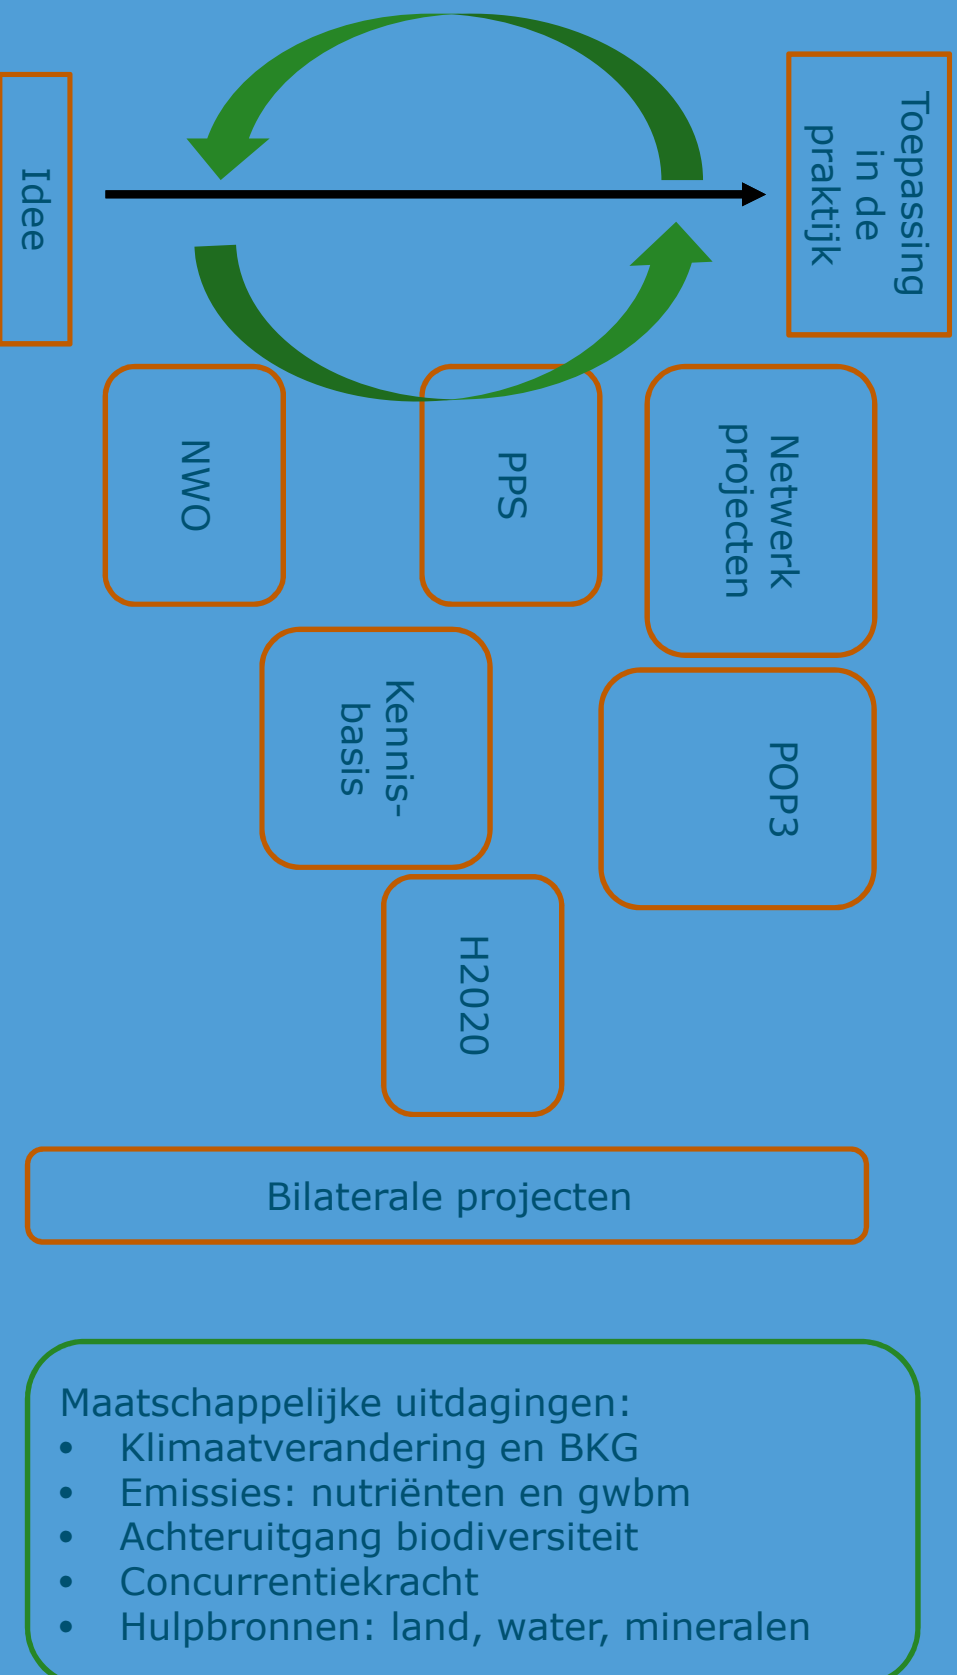 Idee
Toepassing
in de
praktijk
NWO
PPS
Netwerk
projecten
Kennis-
basis
POP3
H2020
Bilaterale projecten
Maatschappelijke uitdagingen:
• Klimaatverandering en BKG
• Emissies: nutriënten en gwbm
• Achteruitgang biodiversiteit
• Concurrentiekracht
• Hulpbronnen: land, water, mineralen